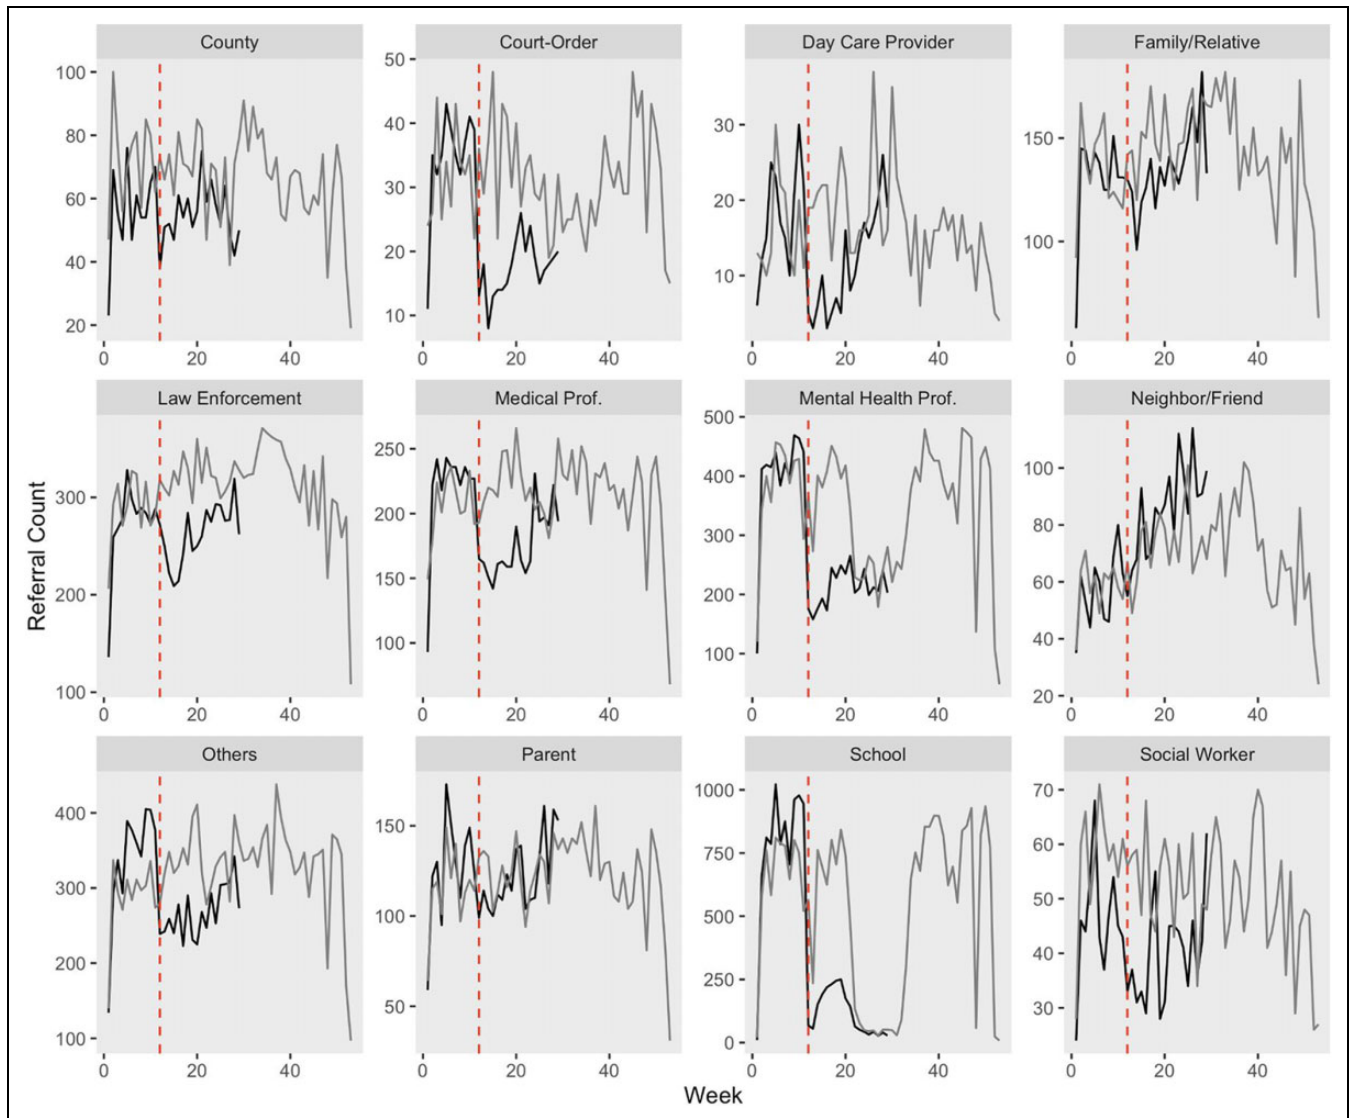 County Court-Order Day Care Provider Family/Relative
100 80 60 40 20
50 40 30 20 10
30 20 10
150 100
0 20 40 0 20 40 0 20 40 0 20 40
Law Enforcement Medical Prof. Mental Health Prof. Neighbor/Friend
300 200 100
250 200 150 100
500 400 300 200 100
100 80 60 40 20
0 20 40 0 20 40 0 20 40 0 20 40
Referral Count
Others Parent School Social Worker
400 300 200 100
150 100 50
1000 750 500 250 0
70 60 50 40 30
0 20 40 0 20 40 0 20 40 0 20 40
Week